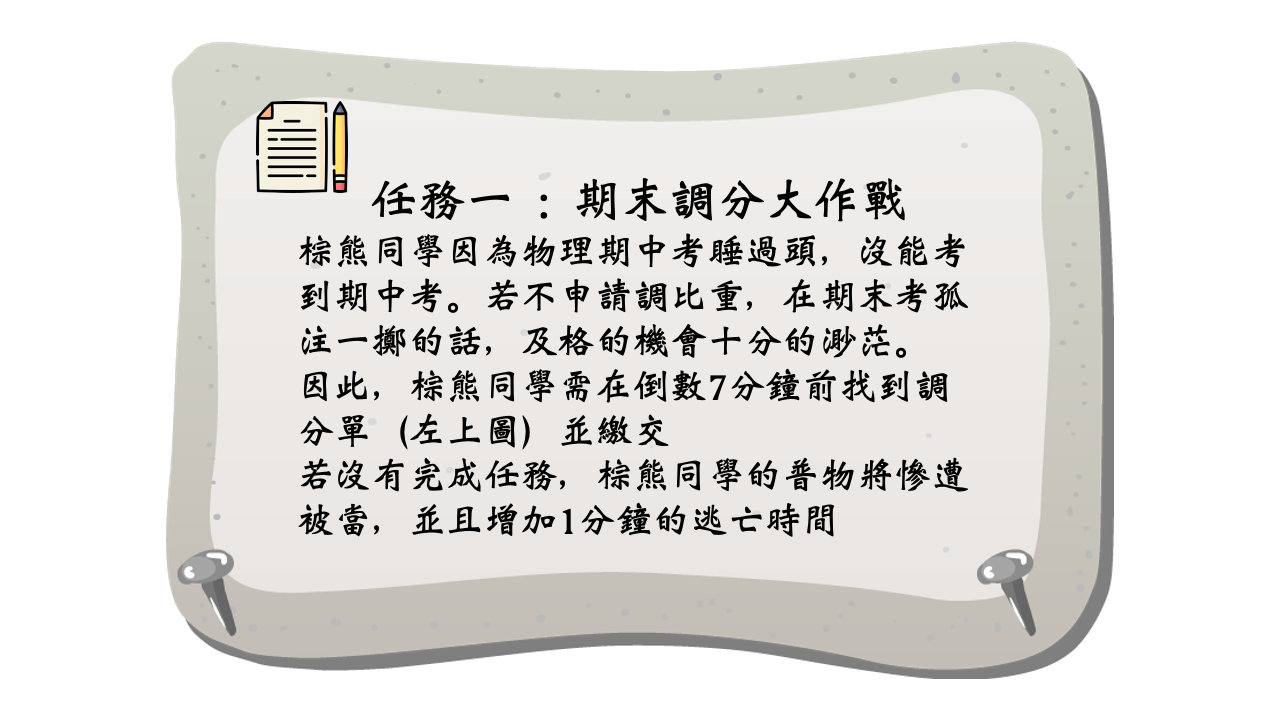 任務一：期末調分大作戰
棕熊同學因為物理期中考睡過頭，沒能考
到期中考。若不申請調比重，在期末考孤
注一擲的話，及格的機會十分的渺茫。
因此，棕熊同學需在倒數7分鐘前找到調
分單（左上圖）並繳交
若沒有完成任務，棕熊同學的普物將慘遭
被當，並且增加1分鐘的逃亡時間